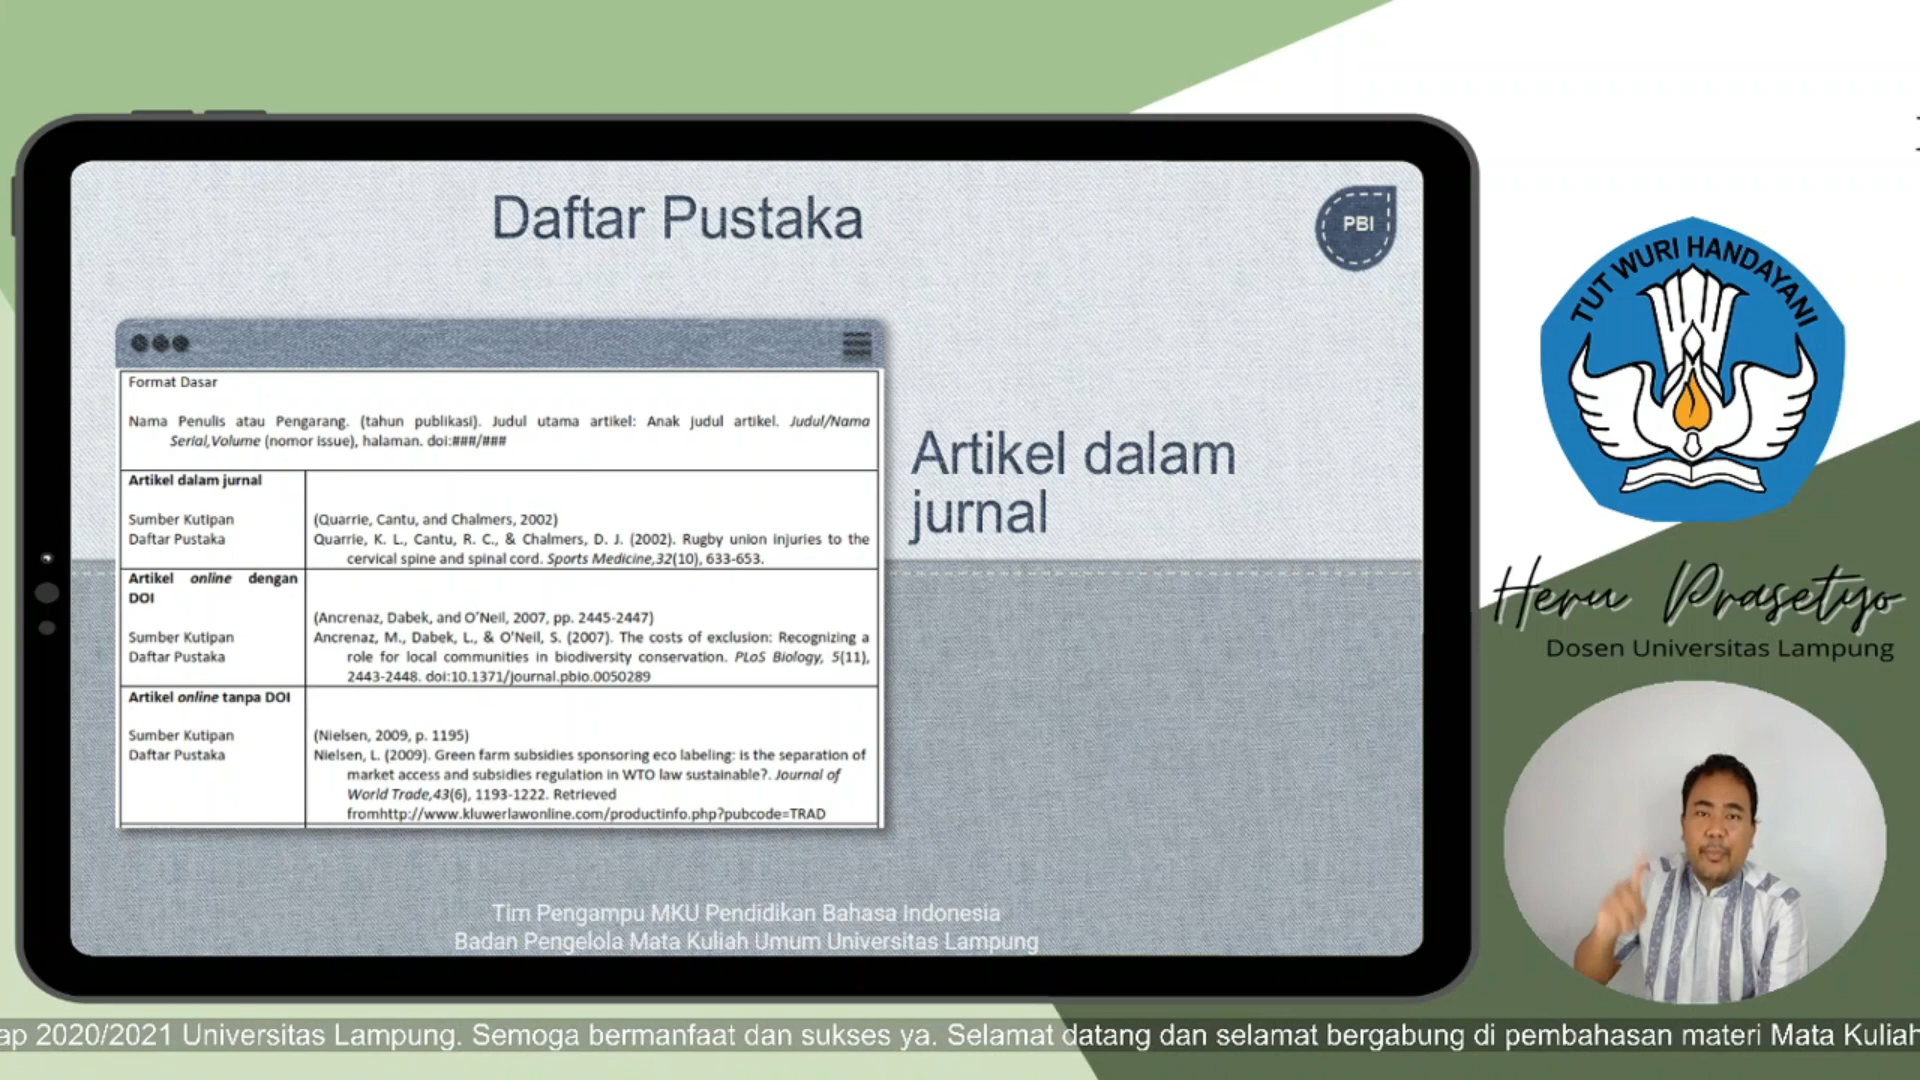 Daftar Pustaka
PBI
Format Dasar
Nama Penulis atau Pengarang. (tahun publikasi). Judul utama artikel: Anak judul artikel. Judul/Nama
Serial,Volume (nomor issue), halaman. doi:###/###
Artikel dalam jurnal
Sumber Kutipan
(Quarrie, Cantu, and Chalmers, 2002)
Daftar Pustaka
Quarrie, K. L., Cantu, R. C., & Chalmers, D. J. (2002). Rugby union injuries to the
cervical spine and spinal cord. Sports Medicine,32(10), 633-653.
Artikel online dengan
DOI
(Ancrenaz, Dabek, and O’Neil, 2007, pp. 2445-2447)
Sumber Kutipan
Ancrenaz, M., Dabek, L., & O'Neil, S. (2007). The costs of exclusion: Recognizing a
Daftar Pustaka
role for local communities in biodiversity conservation. PLoS Biology, 5(11),
2443-2448. doi:10.1371/journal.pbio.0050289
Artikel online tanpa DOI
Sumber Kutipan
(Nielsen, 2009, p. 1195)
Daftar Pustaka
Nielsen, L. (2009). Green farm subsidies sponsoring eco labeling: is the separation of
market access and subsidies regulation in WTO law sustainable?. Journal of
World Trade,43(6), 1193-1222. Retrieved
fromhttp://www.kluwerlawonline.com/productinfo.php?pubcode=TRAD
Artikel dalam
jurnal
Tim Pengampu MKU Pendidikan Bahasa Indonesia
Badan Pengelola Mata Kuliah Umum Universitas Lampung
TUT WURI HANDAYANI
Heru Prasetyo
Dosen Universitas Lampung
ap 2020/2021 Universitas Lampung. Semoga bermanfaat dan sukses ya. Selamat datang dan selamat bergabung di pembahasan materi Mata Kuliah